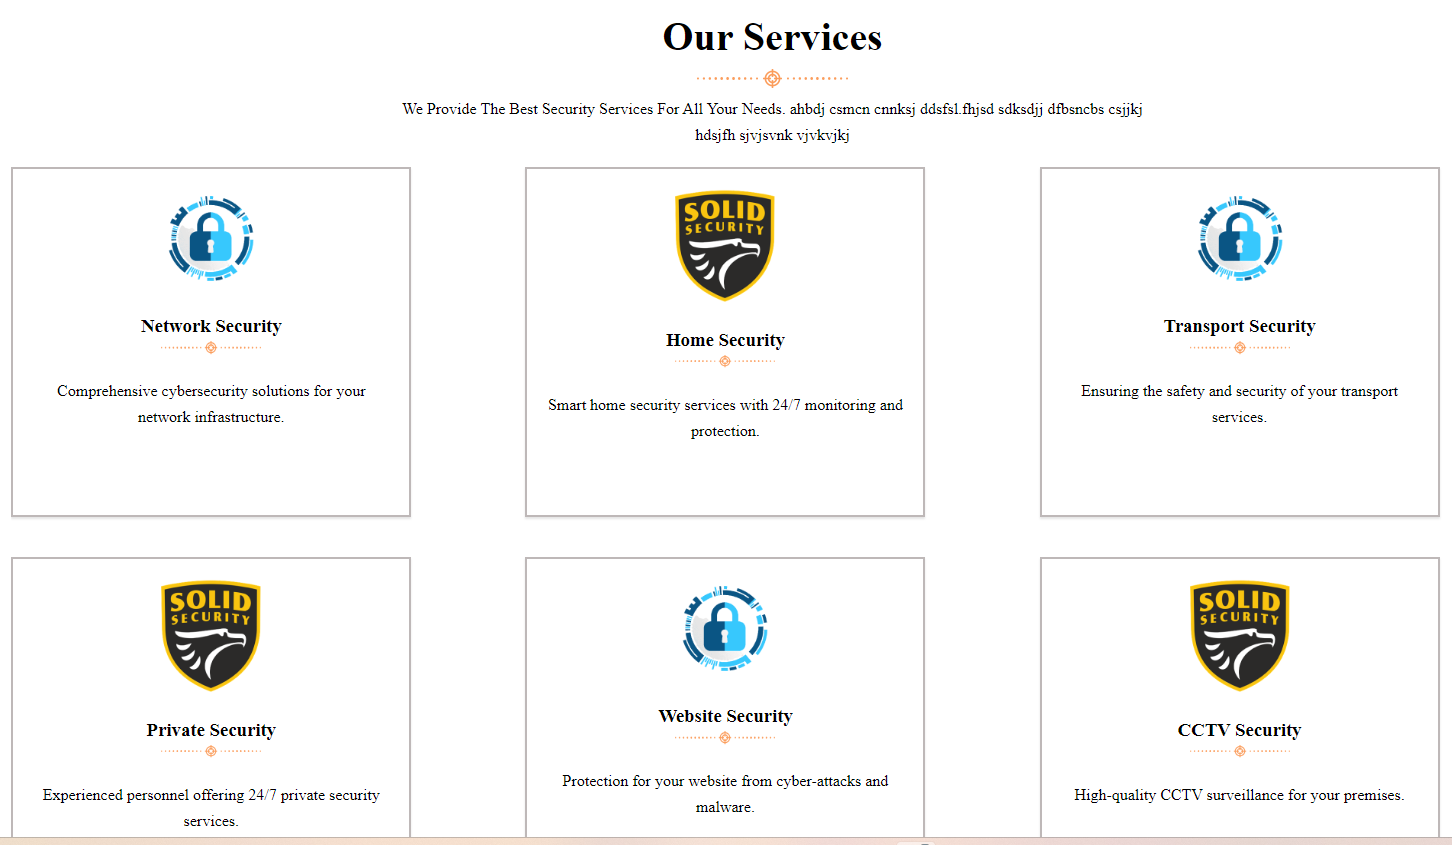 Our Services
We Provide The Best Security Services For All Your Needs. ahbdj csmcn cnnksj ddsfsl.fhjsd sdksdjj dfbsncbs csjjkj
hdsjfh sjvjsvnk vjvkvjkj
Network Security
Comprehensive cybersecurity solutions for your
network infrastructure.
SOLID
SECURITY
Home Security
Smart home security services with 24/7 monitoring and
protection.
Transport Security
Ensuring the safety and security of your transport
services.
SOLID
SECURITY
Private Security
Experienced personnel offering 24/7 private security
services.
Website Security
Protection for your website from cyber-attacks and
malware.
SOLID
SECURITY
CCTV Security
High-quality CCTV surveillance for your premises.